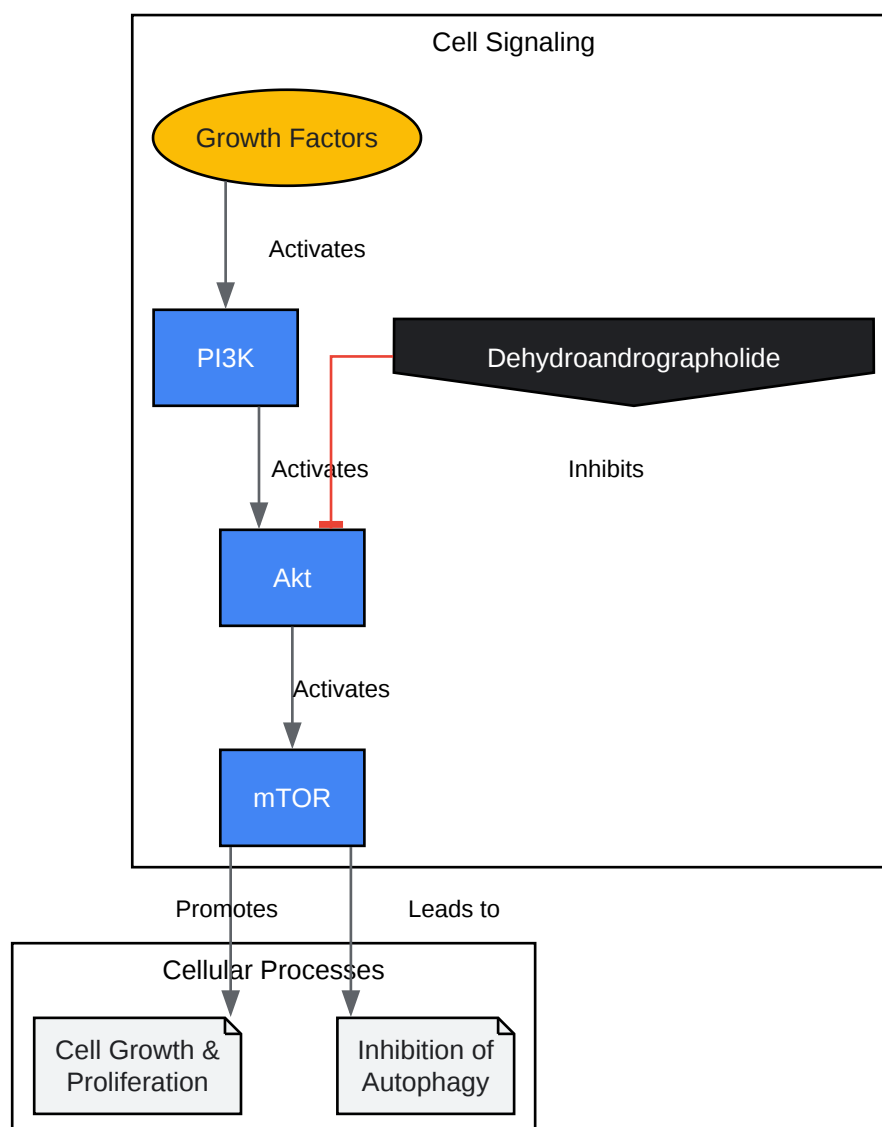 Cell Signaling
Growth Factors
Activates
PI3K
Dehydroandrographolide
Activates
Inhibits
Akt
Activates
mTOR
Promotes
Leads to
Cellular Processes
Cell Growth &
Proliferation
Inhibition of
Autophagy